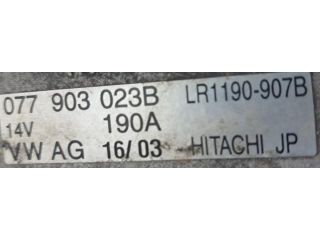 077 903 023B LR1190-907B
14V 190A
VW AG 16/03 HITACHI JP